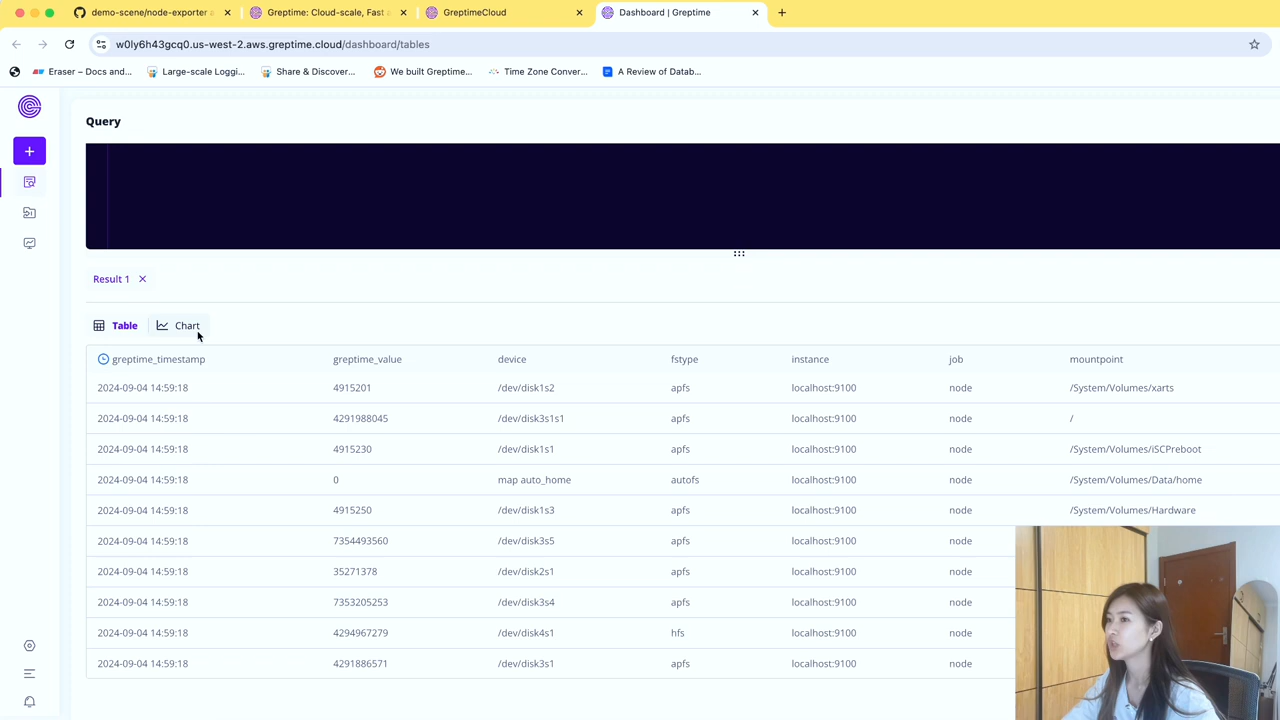 demo-scene/node-exporter a
Greptime: Cloud-scale, Fast
GreptimeCloud
Dashboard | Greptime
w0ly6h43gcq0.us-west-2.aws.greptime.cloud/dashboard/tables
Eraser – Docs and...
Large-scale Loggi...
Share & Discover...
We built Greptime...
Time Zone Conver...
A Review of Datab...
Query
Result 1
Table
Chart
greptime_timestamp greptime_value device fstype instance job mountpoint
2024-09-04 14:59:18 4915201 /dev/disk1s2 apfs localhost:9100 node /System/Volumes/xarts
2024-09-04 14:59:18 4291988045 /dev/disk3s1s1 apfs localhost:9100 node /
2024-09-04 14:59:18 4915230 /dev/disk1s1 apfs localhost:9100 node /System/Volumes/iSCPreboot
2024-09-04 14:59:18 0 map auto_home autofs localhost:9100 node /System/Volumes/Data/home
2024-09-04 14:59:18 4915250 /dev/disk1s3 apfs localhost:9100 node /System/Volumes/Hardware
2024-09-04 14:59:18 7354493560 /dev/disk3s5 apfs localhost:9100 node
2024-09-04 14:59:18 35271378 /dev/disk2s1 apfs localhost:9100 node
2024-09-04 14:59:18 7353205253 /dev/disk3s4 apfs localhost:9100 node
2024-09-04 14:59:18 4294967279 /dev/disk4s1 hfs localhost:9100 node
2024-09-04 14:59:18 4291886571 /dev/disk3s1 apfs localhost:9100 node